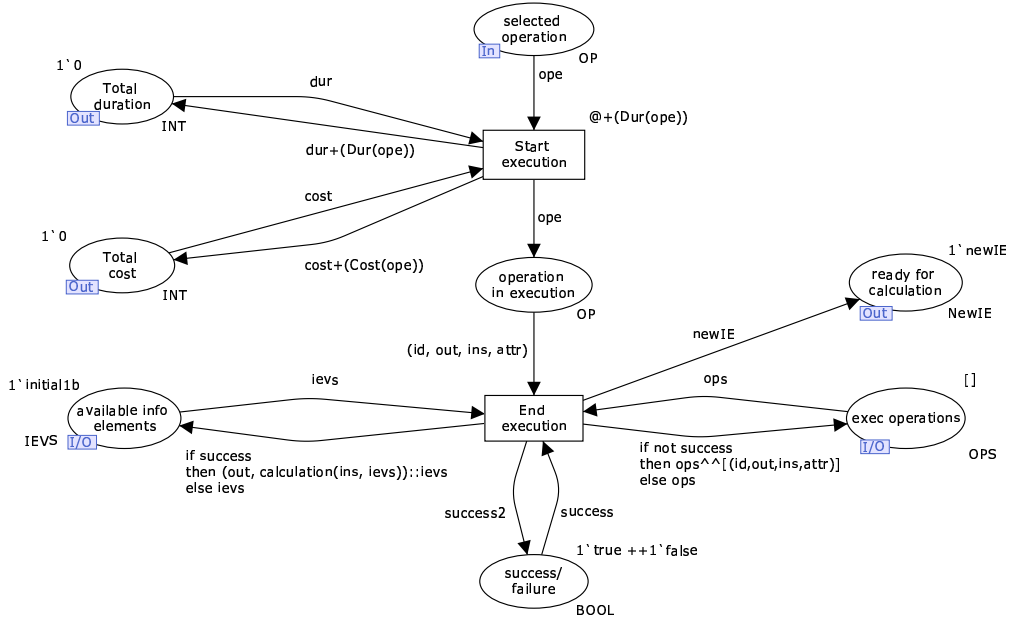 selected
operation
In
OP
ope
1`0
Total
duration
Out
INT
dur
dur+(Dur(ope))
@+(Dur(ope))
Start
execution
cost
cost+(Cost(ope))
1`0
Total
cost
Out
INT
ope
operation
in execution
OP
1`newIE
ready for
calculation
Out
NewIE
newIE
(id, out, ins, attr)
1`initial1b
available info
elements
IEVS
I/O
ievs
if success
then (out, calculation(ins, ievs))::ievs
else ievs
End
execution
ops
[]
exec operations
I/O
OPS
if not success
then ops^^[(id,out,ins,attr)]
else ops
success2
success
1`true ++1`false
success/
failure
BOOL